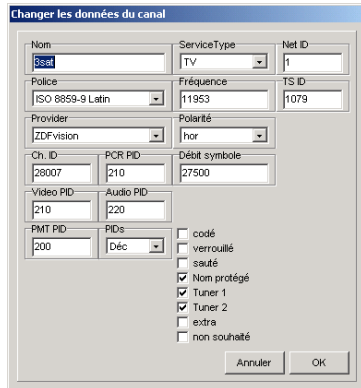 Changer les données du canal
Nom ServiceType Net ID
3sat TV 1
Police Fréquence TS ID
ISO 8859-9 Latin 11953 1079
Provider Polarité
ZDFvision hor
Ch. ID PCR PID Débit symbole
28007 210 27500
Video PID Audio PID
210 220
PMT PID PIDs
200 Déc
codé
verrouillé
sauté
Nom protégé
Tuner 1
Tuner 2
extra
non souhaité
Annuler OK